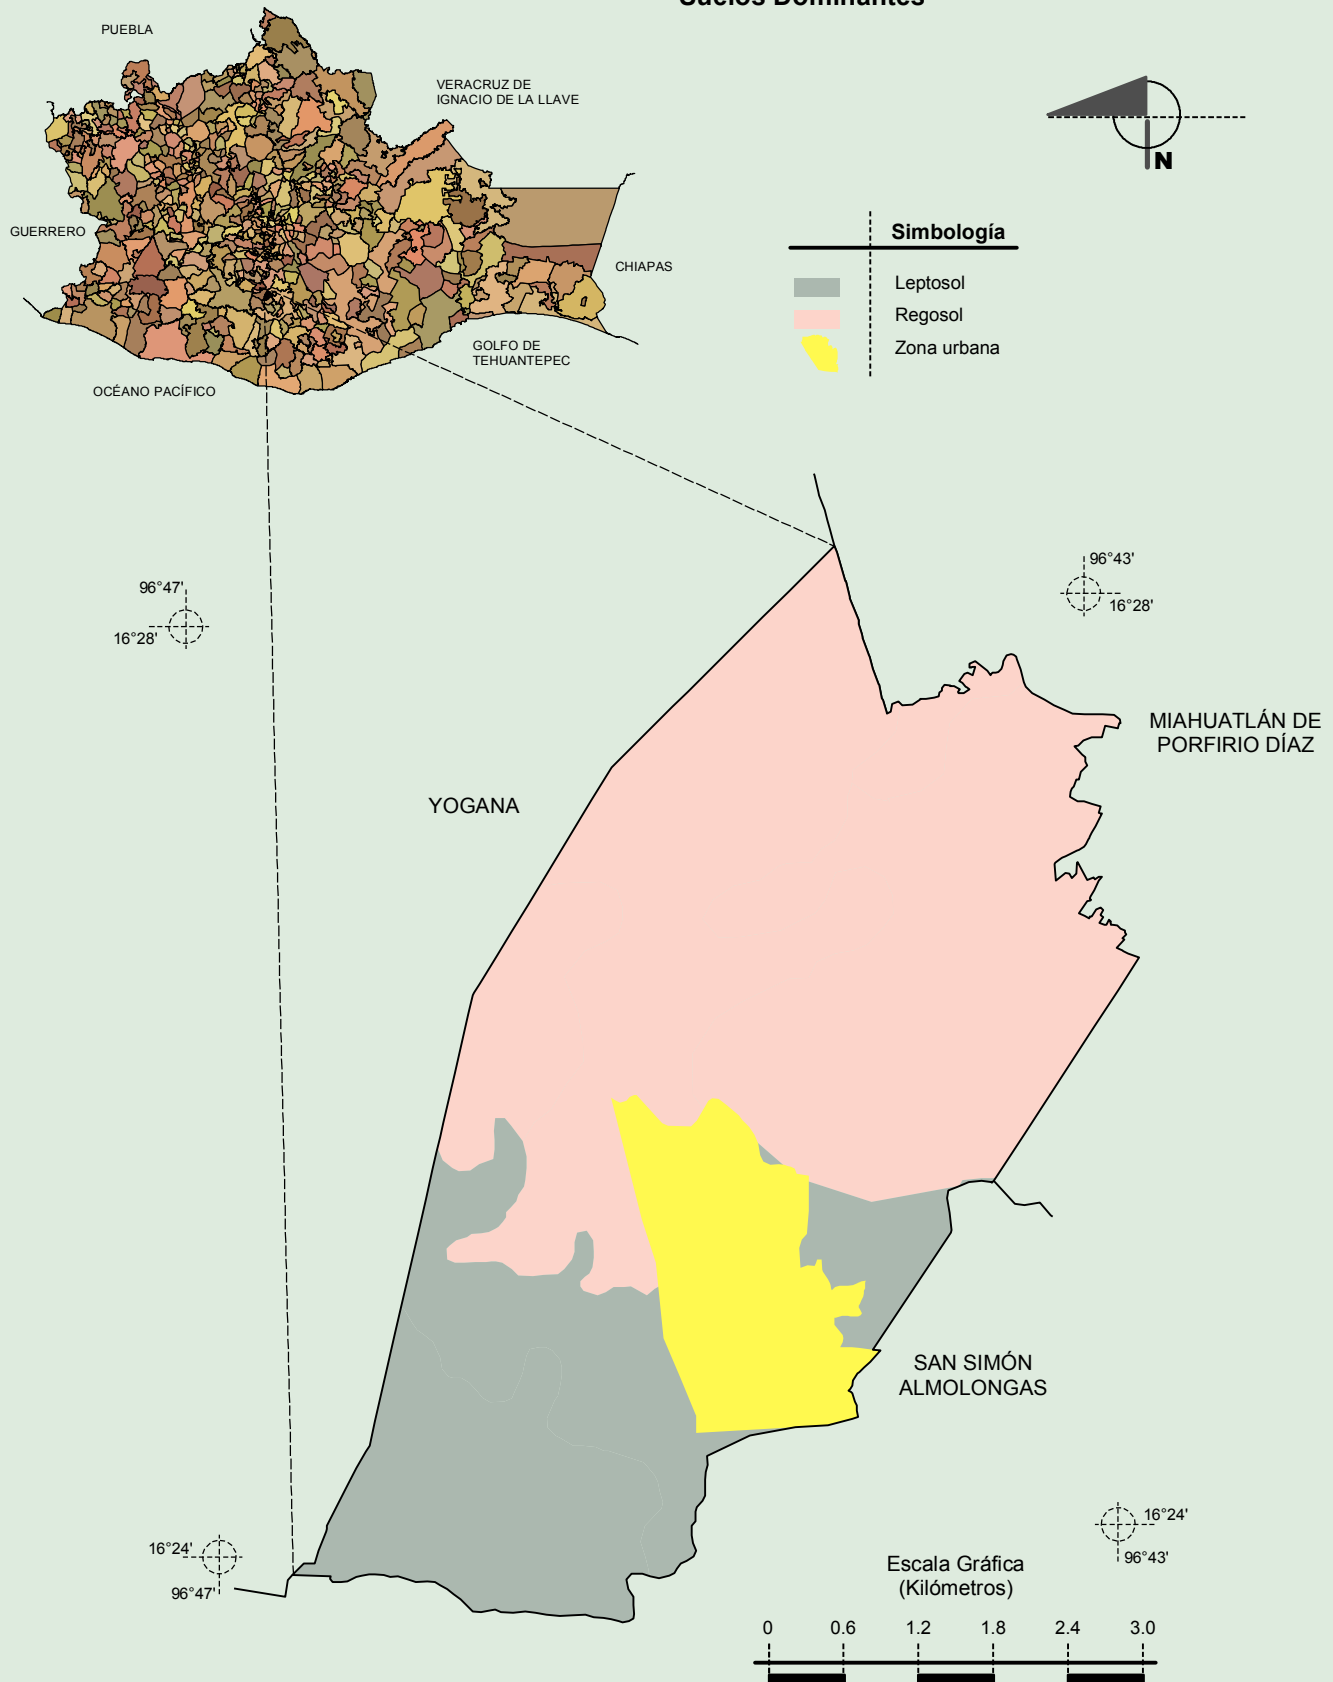 Suelos Dominantes
PUEBLA
VERACRUZ DE
IGNACIO DE LA LLAVE
N
GUERRERO
Simbología
CHIAPAS
Leptosol
Regosol
Zona urbana
GOLFO DE
TEHUANTEPEC
OCÉANO PACÍFICO
96°47'
16°28'
96°43'
16°28'
MIAHUATLÁN DE
PORFIRIO DÍAZ
YOGANA
SAN SIMÓN
ALMOLONGAS
16°24'
96°47'
16°24'
96°43'
Escala Gráfica
(Kilómetros)
0 0.6 1.2 1.8 2.4 3.0